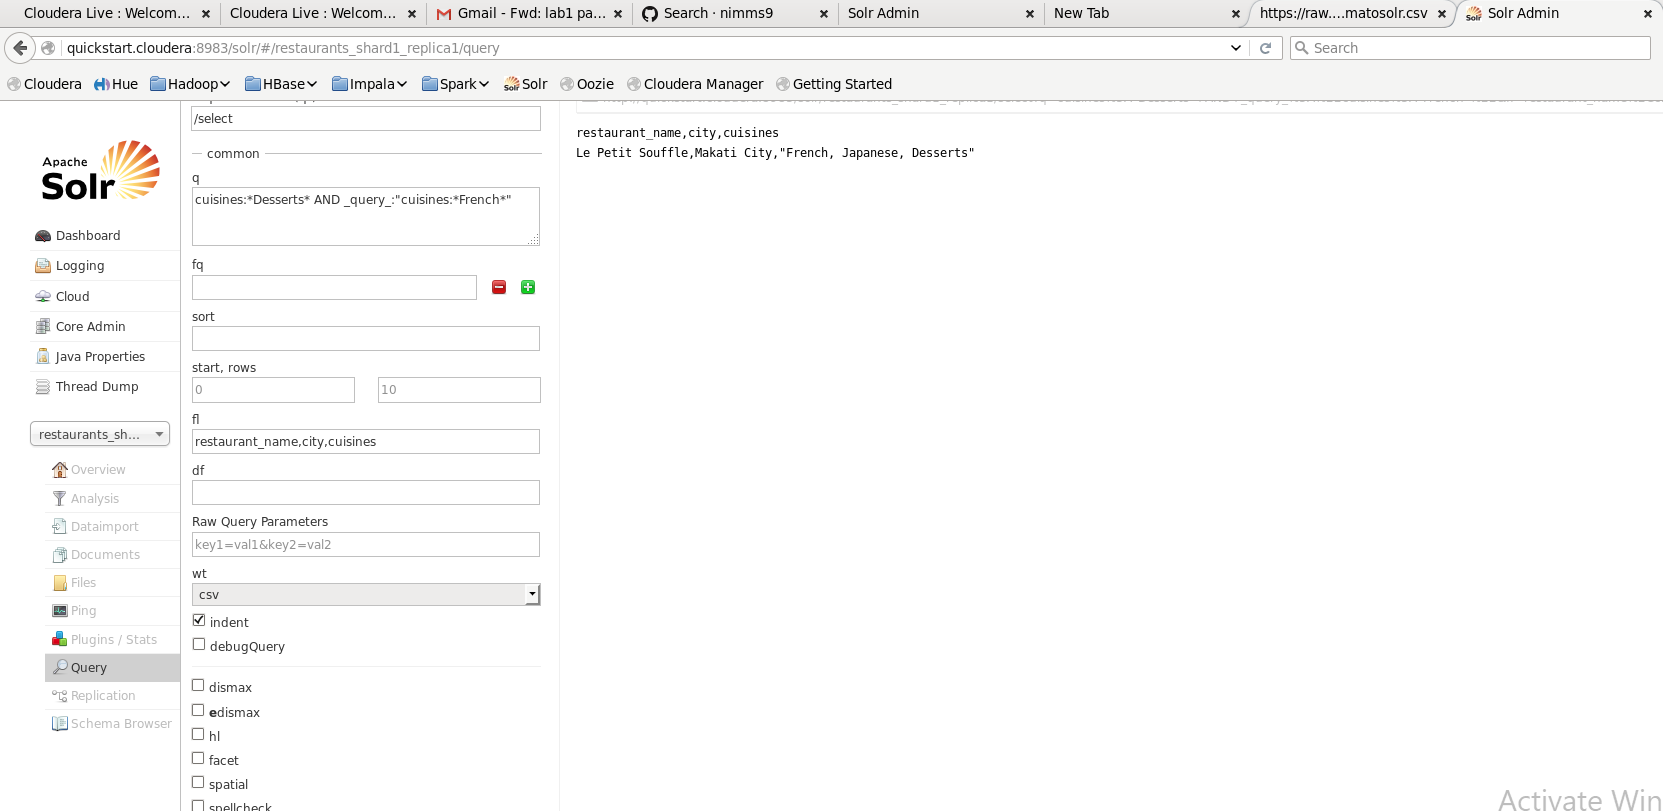 Cloudera Live : Welcom... × Cloudera Live : Welcom... × Gmail - Fwd: lab1 pa... × Search · nimms9 × Solr Admin × New Tab × https://raw....matosolr.csv × Solr Admin ×
quickstart.cloudera:8983/solr/#/restaurants_shard1_replica1/query
Search
Cloudera Hue Hadoop HBase Impala Spark Solr Oozie Cloudera Manager Getting Started
Apache
Solr
Dashboard
Logging
Cloud
Core Admin
Java Properties
Thread Dump
restaurants_sh...
Overview
Analysis
Dataimport
Documents
Files
Ping
Plugins / Stats
Query
Replication
Schema Browser
/select
common
q
cuisines:*Desserts* AND _query_:"cuisines:*French*"
fq
sort
start, rows
0 10
fl
restaurant_name,city,cuisines
df
Raw Query Parameters
key1=val1&key2=val2
wt
csv
indent
debugQuery
dismax
edismax
hl
facet
spatial
spellcheck
restaurant_name,city,cuisines
Le Petit Souffle,Makati City,"French, Japanese, Desserts"
Activate Win